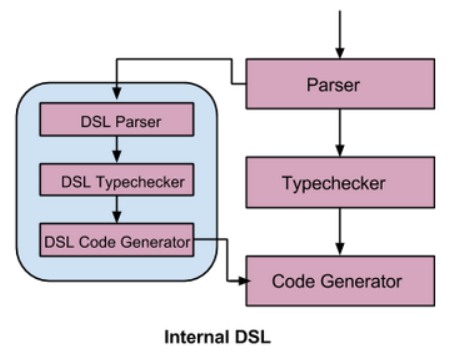 Parser
DSL Parser
DSL Typechecker
Typechecker
DSL Code Generator
Code Generator
Internal DSL